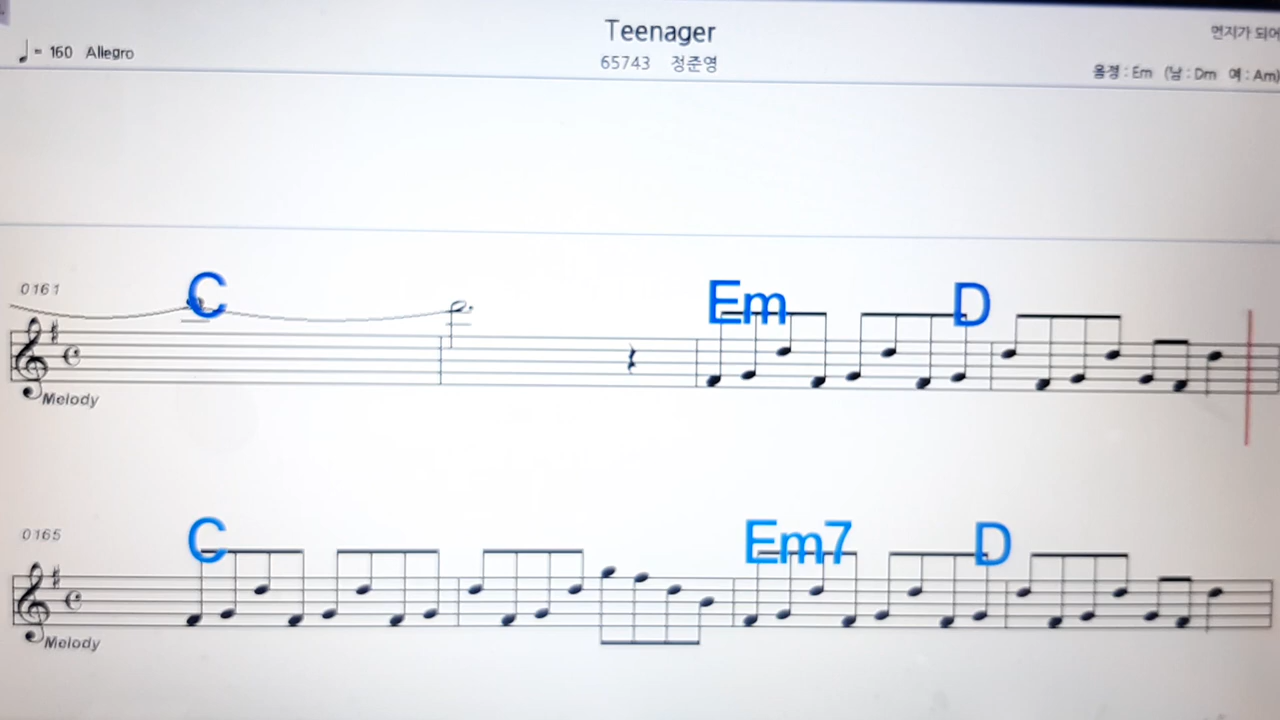 Teenager
먼지가 되어
♩= 160 Allegro
65743 정준영
음정 : Em (남 : Dm 여 : Am)
0161
C Em D
Melody
0165
C Em7 D
Melody